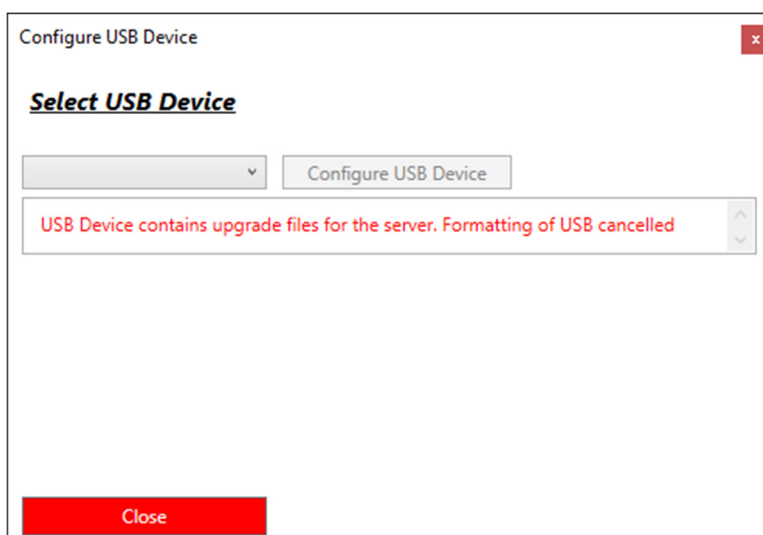 Configure USB Device
x
Select USB Device
Configure USB Device
USB Device contains upgrade files for the server. Formatting of USB cancelled
Close